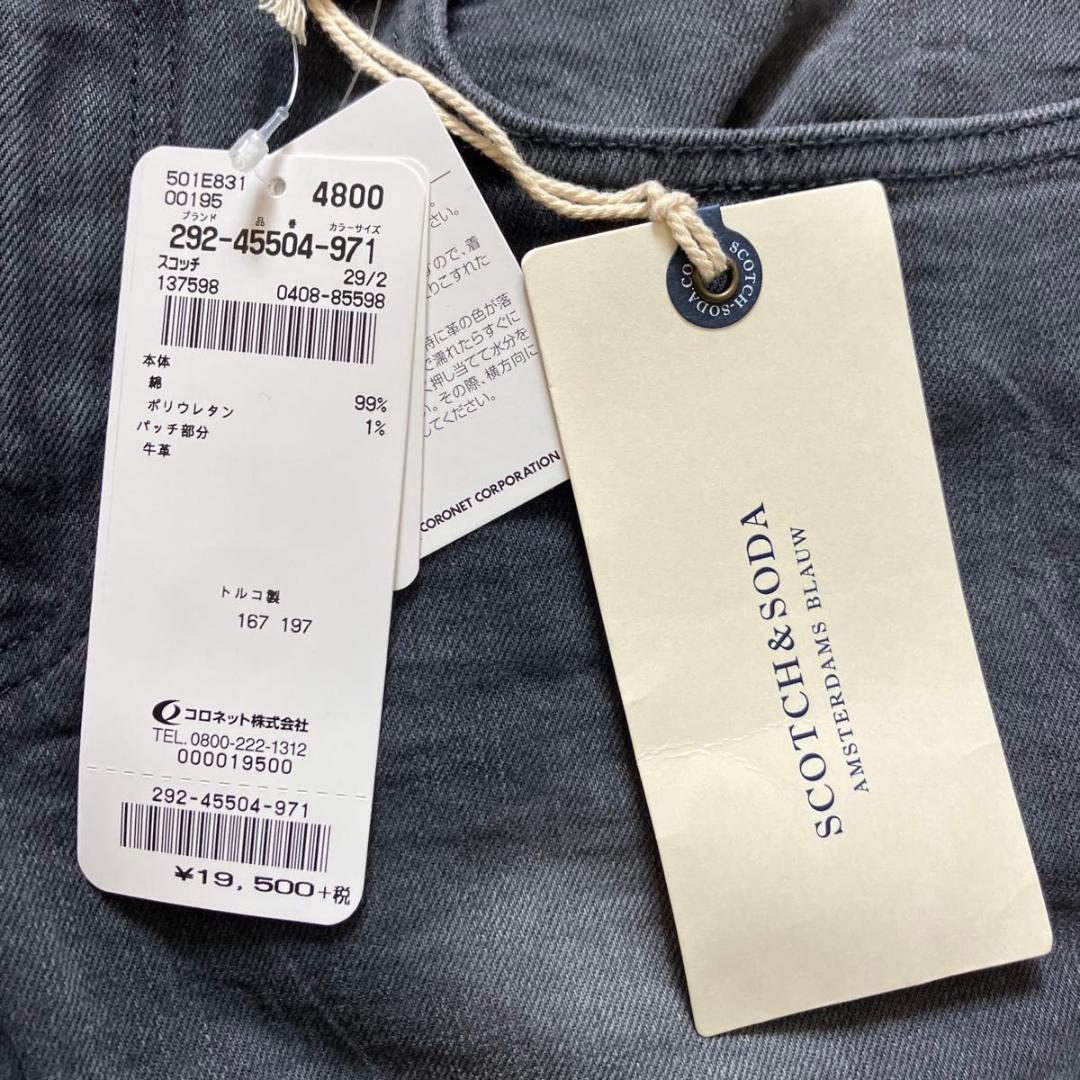 501E831
00195 4800
ブランド 品番 カラーサイズ
292-45504-971
スコッチ 29/2
137598 0408-85598
本体
綿 99%
ポリウレタン 1%
パッチ部分
牛革
トルコ製
167 197
コロネット株式会社
TEL.0800-222-1312
000019500
292-45504-971
¥19,500+税
さい。
ので、着
りこすれた
時に革の色が落
で濡れたらすぐに
押し当てて水分を
。その際、横方向に
してください。
CORONET CORPORATION
SCOTCH-SODA.CO
SCOTCH&SODA
AMSTERDAMS BLAUW